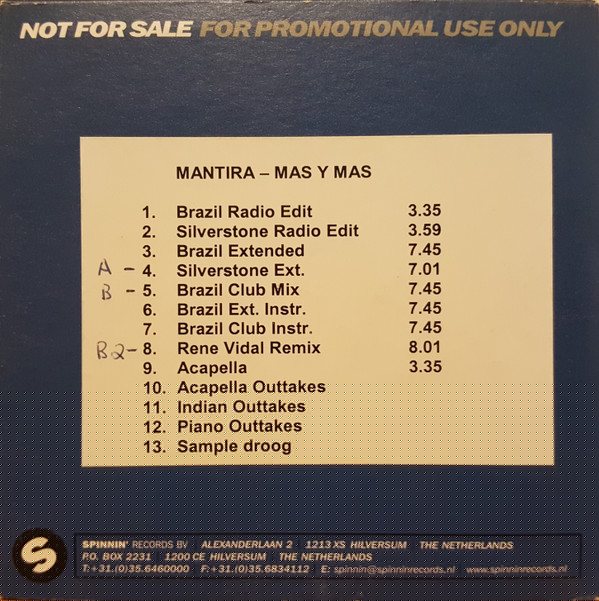 NOT FOR SALE FOR PROMOTIONAL USE ONLY
MANTIRA – MAS Y MAS
1. Brazil Radio Edit 3.35
2. Silverstone Radio Edit 3.59
3. Brazil Extended 7.45
A - 4. Silverstone Ext. 7.01
B - 5. Brazil Club Mix 7.45
6. Brazil Ext. Instr. 7.45
7. Brazil Club Instr. 7.45
B2- 8. Rene Vidal Remix 8.01
9. Acapella 3.35
10. Acapella Outtakes
11. Indian Outtakes
12. Piano Outtakes
13. Sample droog
S
SPINNIN' RECORDS BV | ALEXANDERLAAN 2 | 1213 XS HILVERSUM | THE NETHERLANDS
P.O. BOX 2231 | 1200 CE HILVERSUM | THE NETHERLANDS
T:+31.(0)35.6460000 | F:+31.(0)35.6834112 | E: spinnin@spinninrecords.nl | www.spinninrecords.nl